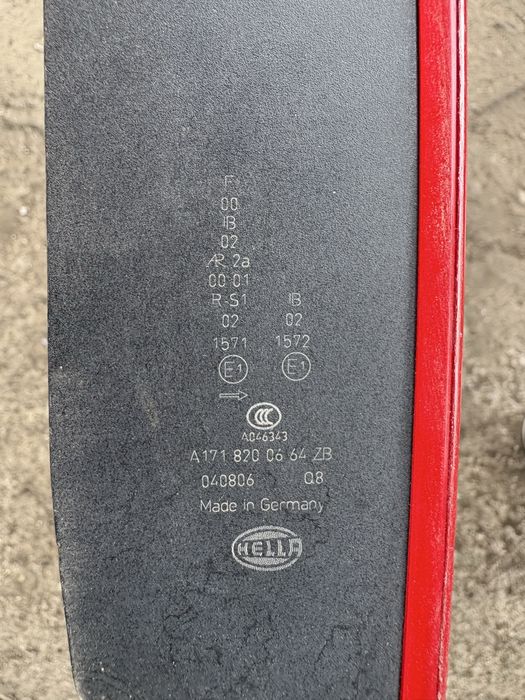 F
00
IB
02
AR 2a
00 01
R-S1 IB
02 02
1571 1572
E1 E1
CCC
A046343
A171 820 06 64 ZB
040806 Q8
Made in Germany
HELLA